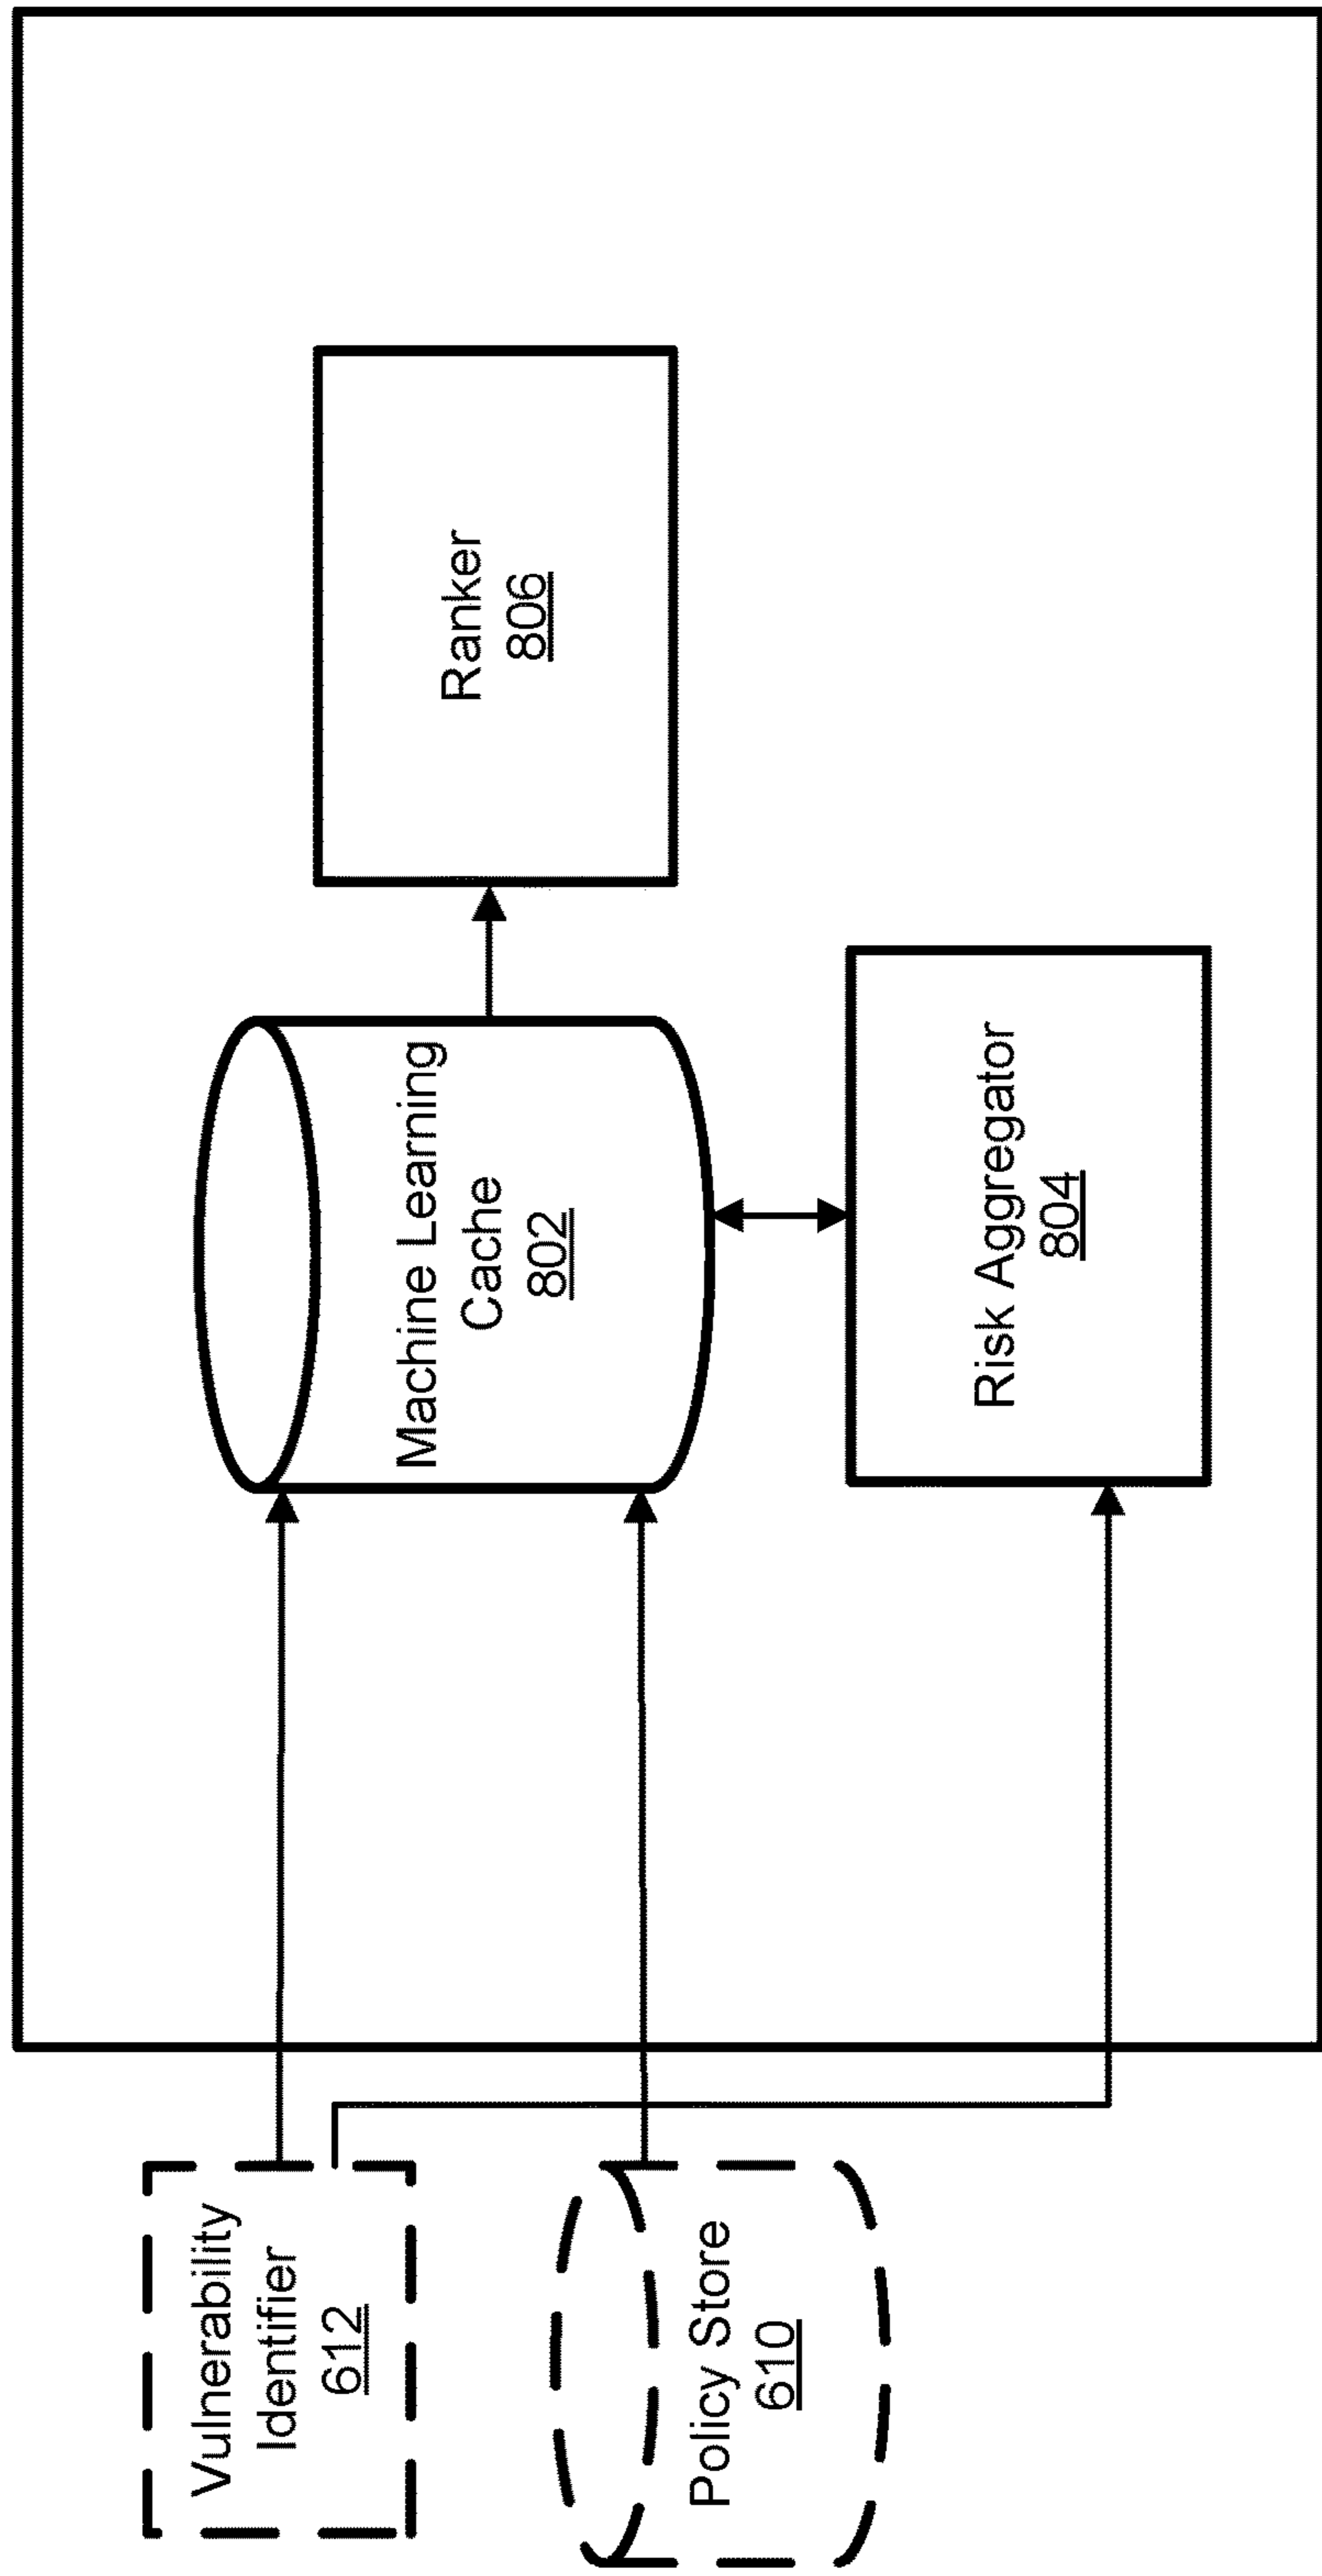 Vulnerability
Identifier
612
Policy Store
610
Machine Learning
Cache
802
Risk Aggregator
804
Ranker
806